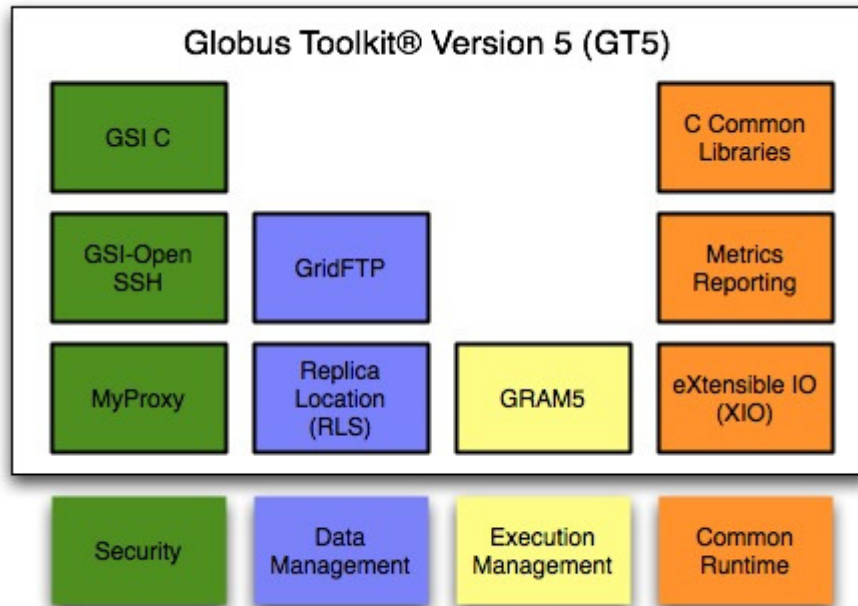 Globus Toolkit® Version 5 (GT5)
GSI C
C Common
Libraries
GSI-Open
SSH
GridFTP
Metrics
Reporting
MyProxy
Replica
Location
(RLS)
GRAM5
eXtensible IO
(XIO)
Security
Data
Management
Execution
Management
Common
Runtime